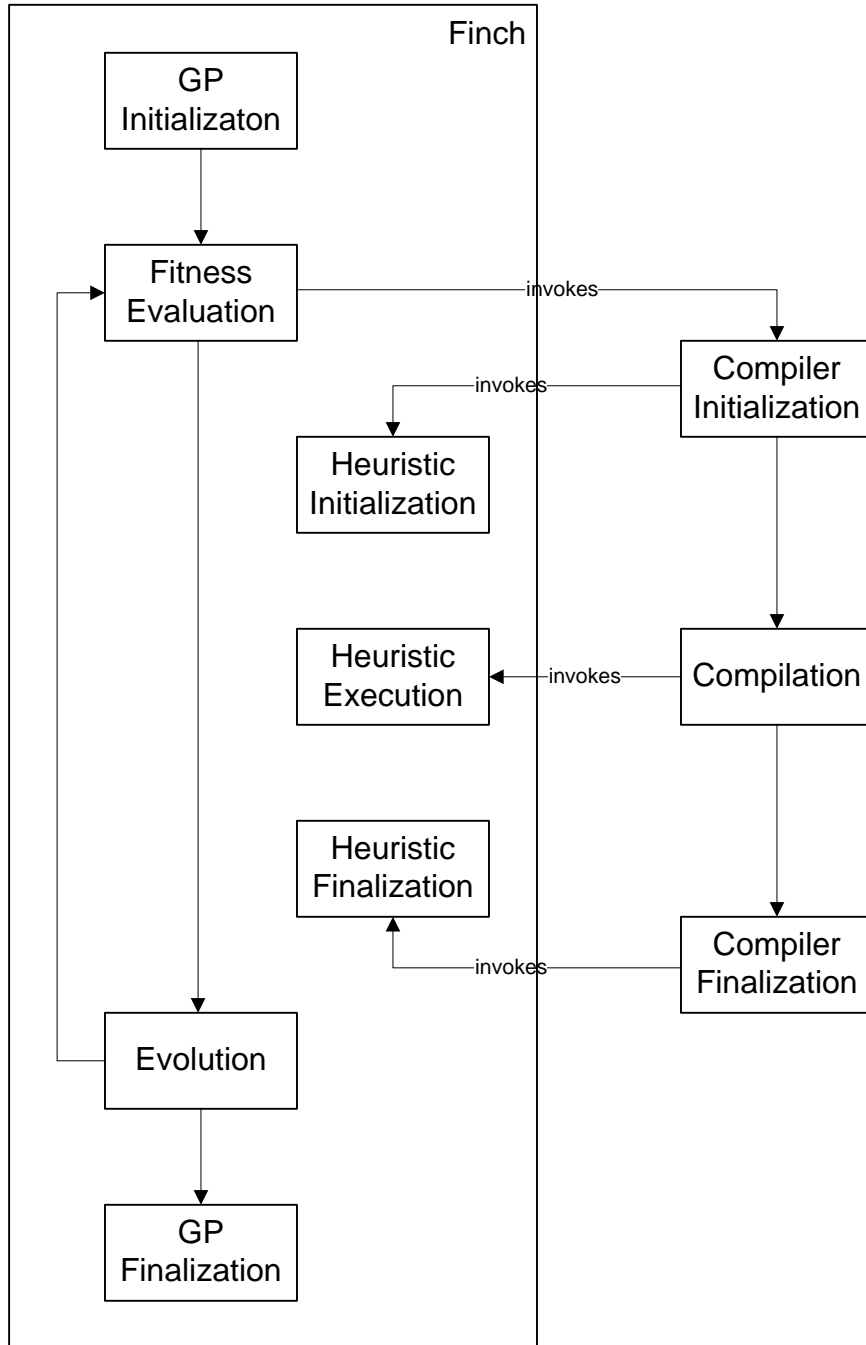 Finch
GP
Initializaton
Fitness
Evaluation
invokes
Compiler
Initialization
invokes
Heuristic
Initialization
Heuristic
Execution
invokes
Compilation
Heuristic
Finalization
Compiler
Finalization
invokes
Evolution
GP
Finalization